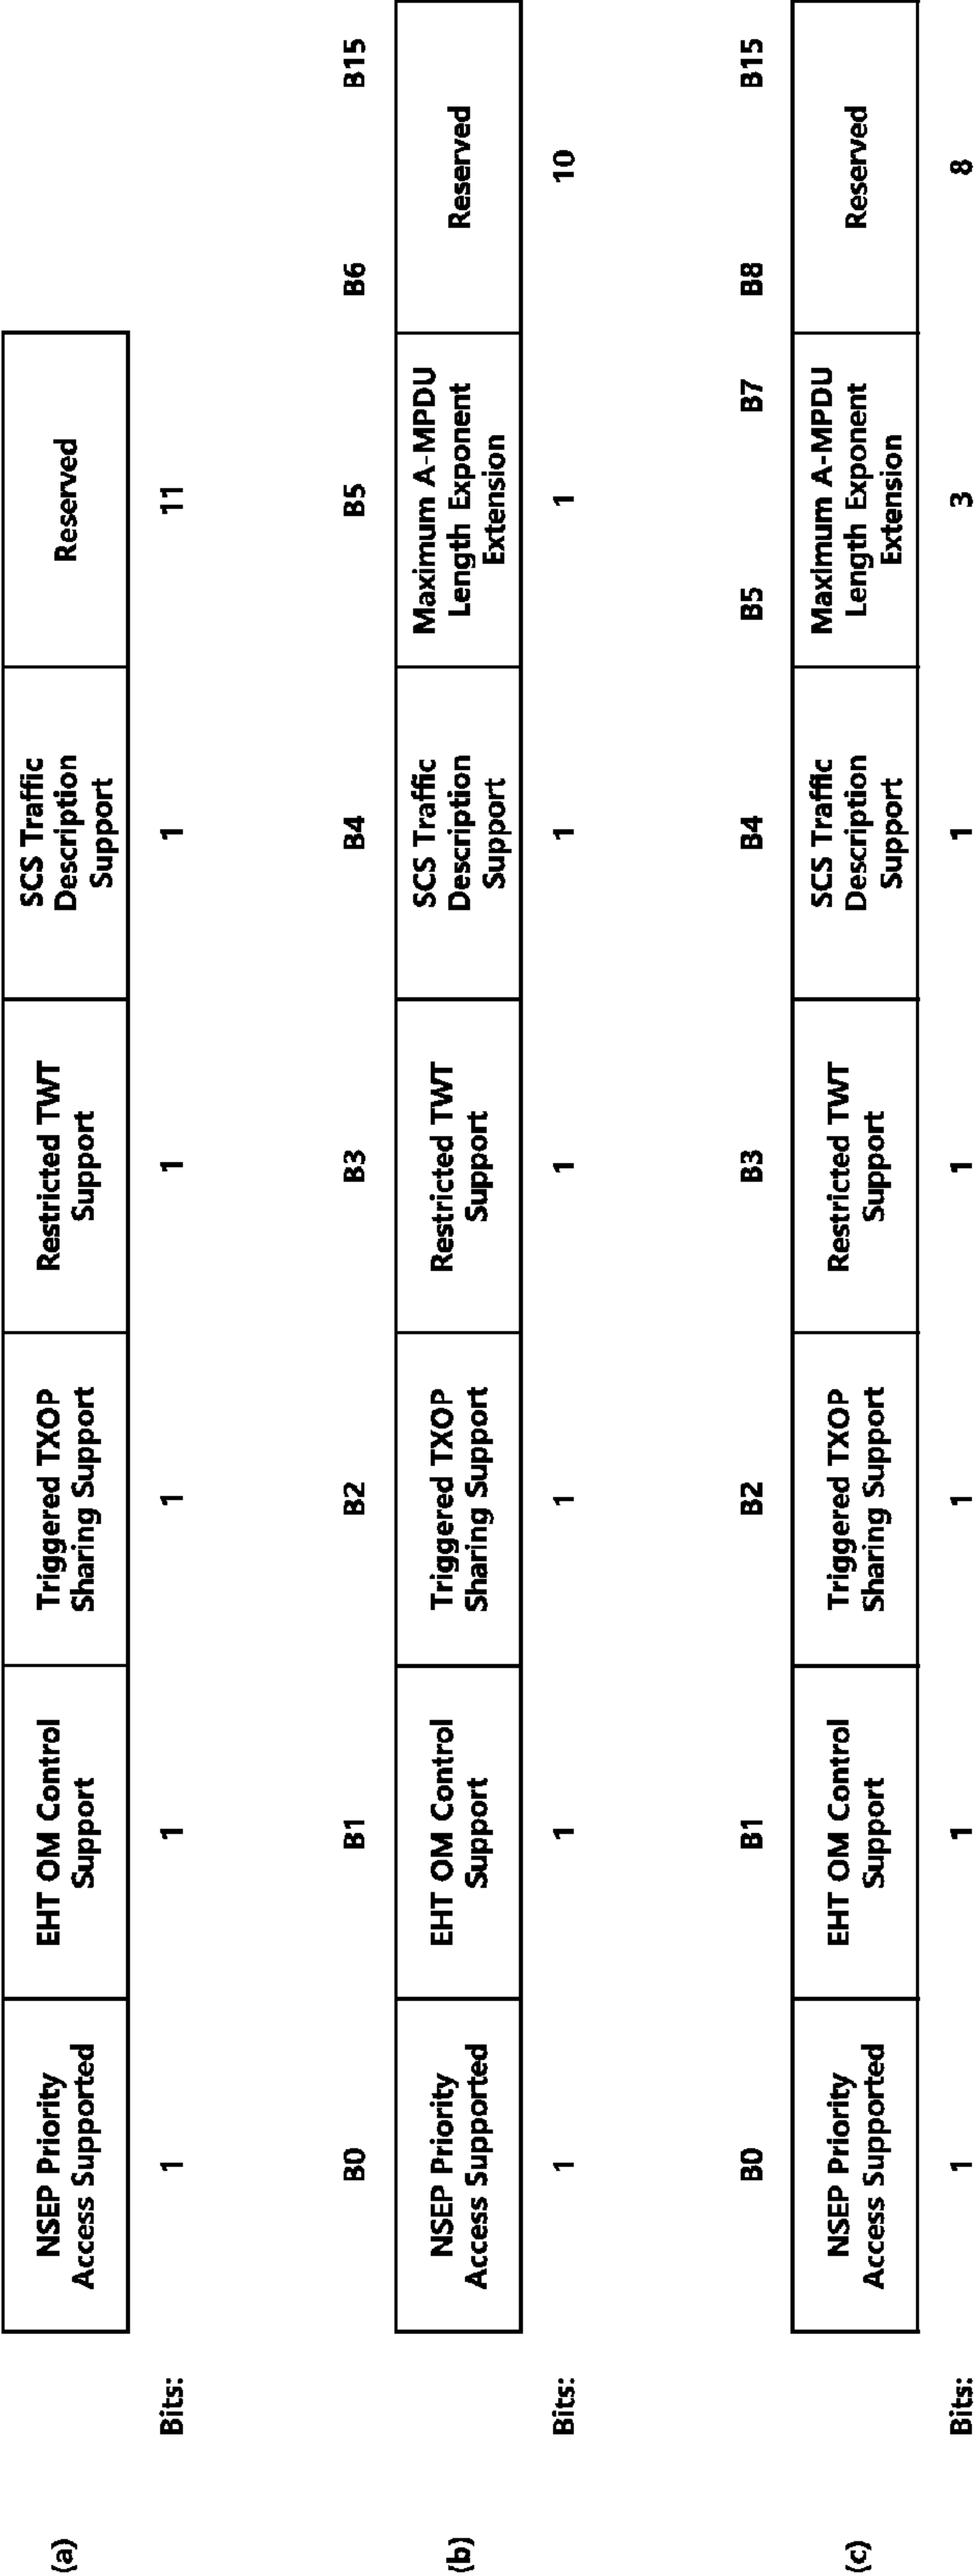 (a)
NSEP Priority
Access Supported
EHT OM Control
Support
Triggered TXOP
Sharing Support
Restricted TWT
Support
SCS Traffic
Description
Support
Reserved
Bits: 1 1 1 1 1 11
B0 B1 B2 B3 B4 B5 B6 B15
(b)
NSEP Priority
Access Supported
EHT OM Control
Support
Triggered TXOP
Sharing Support
Restricted TWT
Support
SCS Traffic
Description
Support
Maximum A-MPDU
Length Exponent
Extension
Reserved
Bits: 1 1 1 1 1 1 10
B0 B1 B2 B3 B4 B5 B7 B8 B15
(c)
NSEP Priority
Access Supported
EHT OM Control
Support
Triggered TXOP
Sharing Support
Restricted TWT
Support
SCS Traffic
Description
Support
Maximum A-MPDU
Length Exponent
Extension
Reserved
Bits: 1 1 1 1 1 3 8